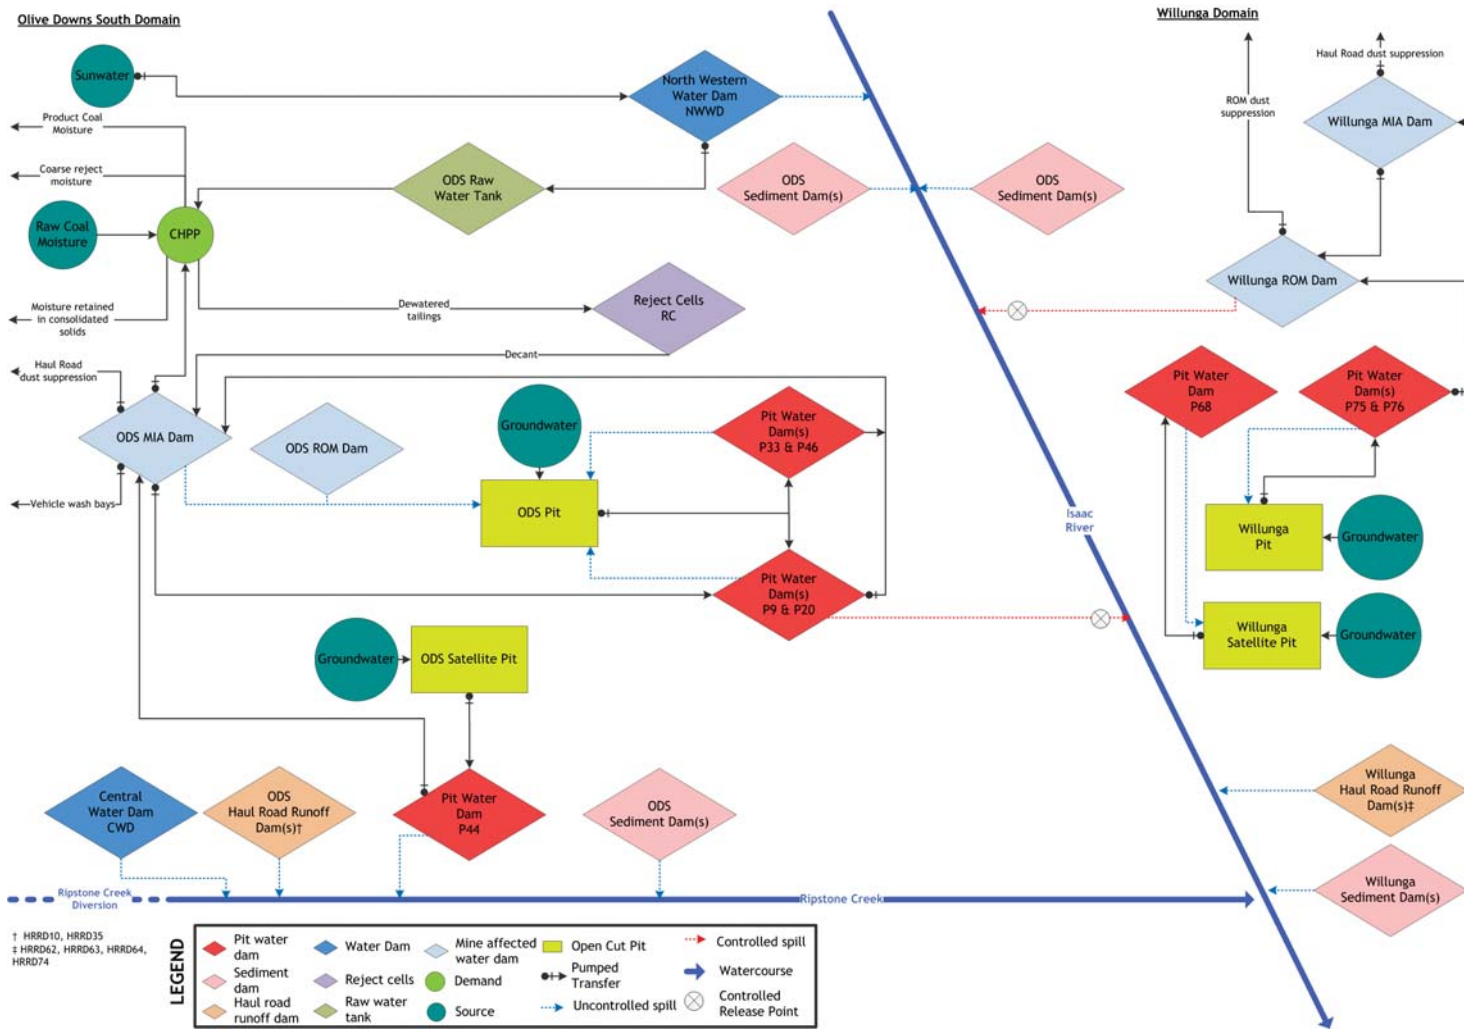 Olive Downs South Domain
Willunga Domain
Sunwater
North Western
Water Dam
NWWD
Haul Road dust suppression
ROM dust
suppression
Willunga MIA Dam
Product Coal
Moisture
Coarse reject
moisture
ODS Raw
Water Tank
ODS
Sediment Dam(s)
ODS
Sediment Dam(s)
Raw Coal
Moisture
CHPP
Willunga ROM Dam
Moisture retained
in consolidated
solids
Dewatered
tailings
Reject Cells
RC
Decant
Haul Road
dust suppression
ODS MIA Dam
ODS ROM Dam
Groundwater
Pit Water
Dam(s)
P33 & P46
Pit Water
Dam
P68
Pit Water
Dam(s)
P75 & P76
Vehicle wash bays
ODS Pit
Isaac
River
Willunga
Pit
Groundwater
Pit Water
Dam(s)
P9 & P20
Groundwater
ODS Satellite Pit
Willunga
Satellite Pit
Groundwater
Central
Water Dam
CWD
ODS
Haul Road Runoff
Dam(s)†
Pit Water
Dam
P44
ODS
Sediment Dam(s)
Willunga
Haul Road Runoff
Dam(s)‡
Willunga
Sediment Dam(s)
Ripstone Creek
Diversion
Ripstone Creek
† HRRD10, HRRD35
‡ HRRD62, HRRD63, HRRD64,
HRRD74
LEGEND
Pit water
dam
Water Dam
Mine affected
water dam
Open Cut Pit
Controlled spill
Sediment
dam
Reject cells
Demand
Pumped
Transfer
Watercourse
Haul road
runoff dam
Raw water
tank
Source
Uncontrolled spill
Controlled
Release Point